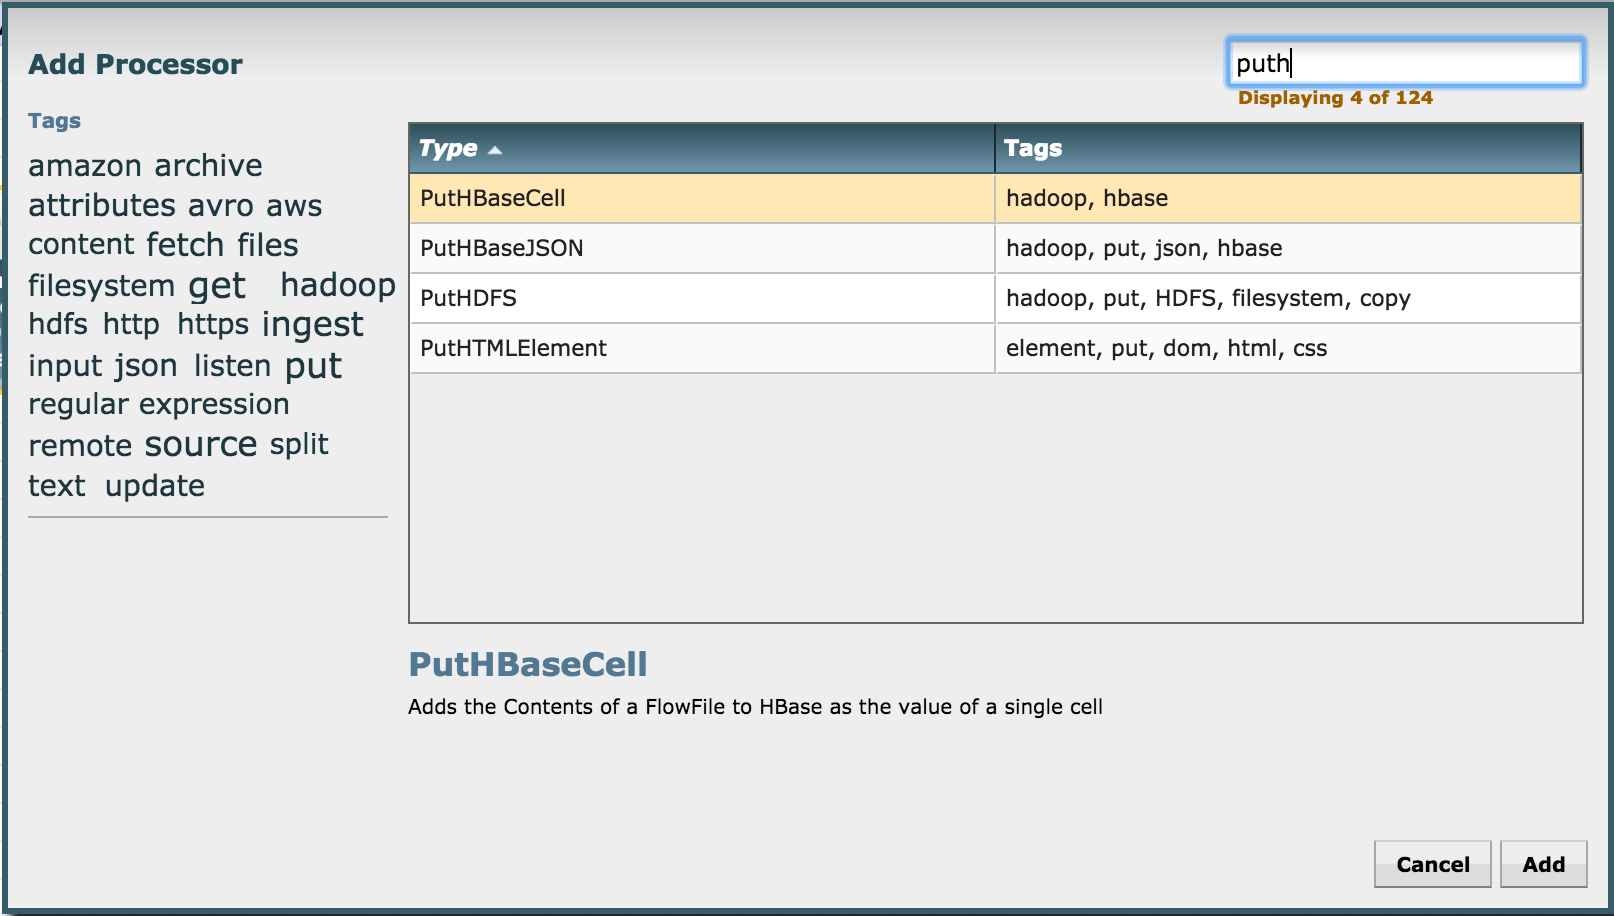 Add Processor
puth
Displaying 4 of 124
Tags
amazon archive
attributes avro aws
content fetch files
filesystem get hadoop
hdfs http https ingest
input json listen put
regular expression
remote source split
text update
Type Tags
PutHBaseCell hadoop, hbase
PutHBaseJSON hadoop, put, json, hbase
PutHDFS hadoop, put, HDFS, filesystem, copy
PutHTMLElement element, put, dom, html, css
PutHBaseCell
Adds the Contents of a FlowFile to HBase as the value of a single cell
Cancel Add